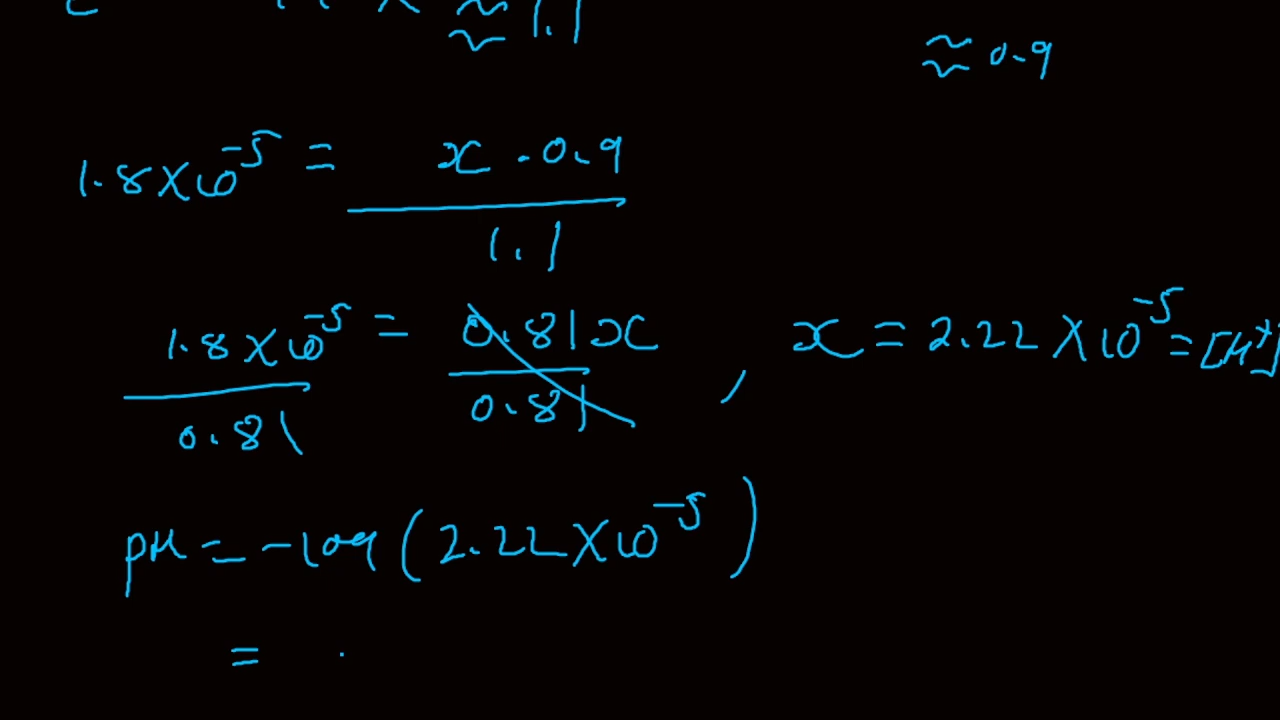 ≈ 1.1
≈ 0.9
1.8×10⁻⁵ = x · 0.9 / 1.1
1.8×10⁻⁵ / 0.81 = 0.81x / 0.81 , x = 2.22×10⁻⁵ = [H⁺]
pH = -log(2.22×10⁻⁵)
= .